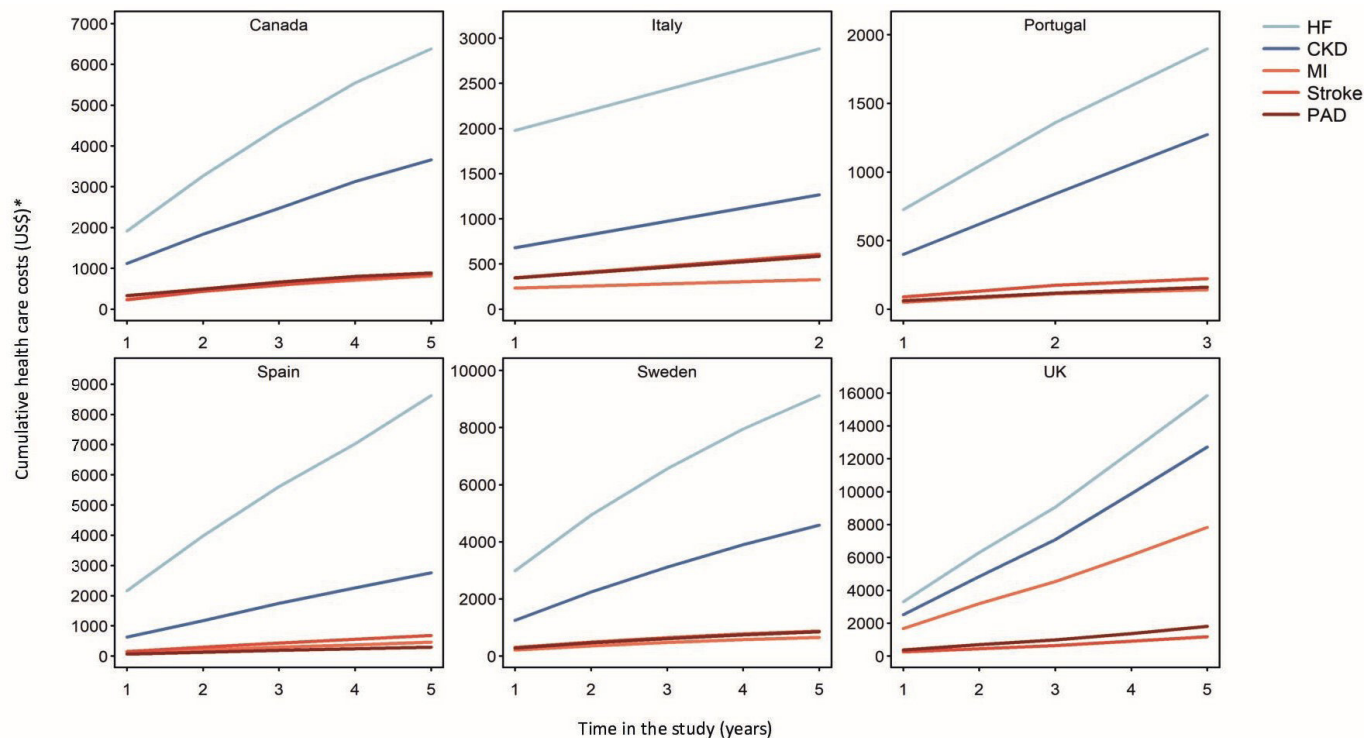 Canada
7000
6000
5000
4000
3000
2000
1000
0
1 2 3 4 5
Italy
3000
2500
2000
1500
1000
500
0
1 2
Portugal
2000
1500
1000
500
0
1 2 3
HF
CKD
MI
Stroke
PAD
Cumulative health care costs (US$)*
Spain
9000
8000
7000
6000
5000
4000
3000
2000
1000
0
1 2 3 4 5
Sweden
10000
8000
6000
4000
2000
0
1 2 3 4 5
UK
16000
14000
12000
10000
8000
6000
4000
2000
0
1 2 3 4 5
Time in the study (years)